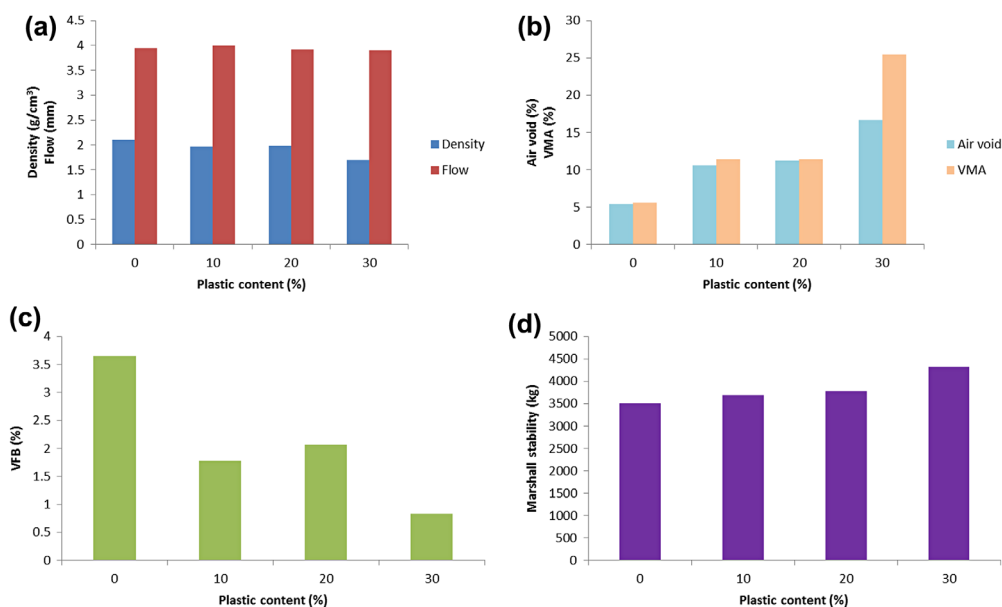 (a)
Density (g/cm³)
Flow (mm)
4.5
4
3.5
3
2.5
2
1.5
1
0.5
0
0 10 20 30
Plastic content (%)
Density
Flow
(b)
Air void (%)
VMA (%)
30
25
20
15
10
5
0
0 10 20 30
Plastic content (%)
Air void
VMA
(c)
VFB (%)
4
3.5
3
2.5
2
1.5
1
0.5
0
0 10 20 30
Plastic content (%)
(d)
Marshall stability (kg)
5000
4500
4000
3500
3000
2500
2000
1500
1000
500
0
0 10 20 30
Plastic content (%)